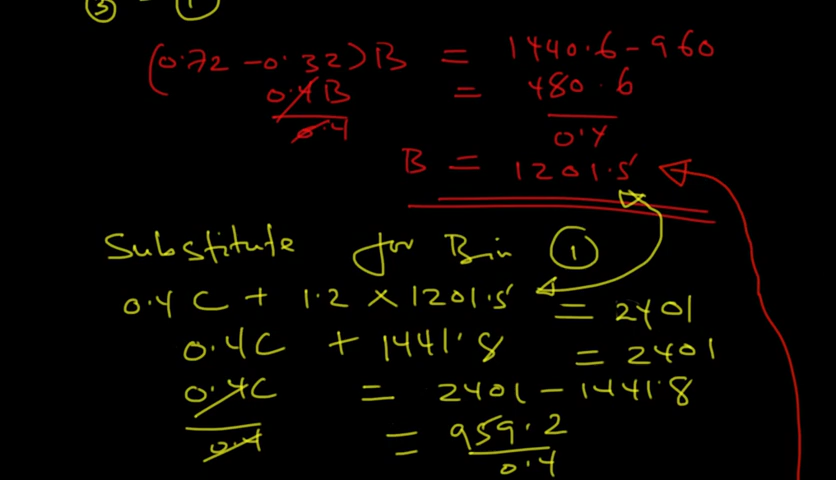 ③ - ①
(0.72 - 0.32)B = 1440.6 - 960
0.4B = 480.6
0.4 0.4
B = 1201.5
Substitute for B in ①
0.4C + 1.2 × 1201.5 = 2401
0.4C + 1441.8 = 2401
0.4C = 2401 - 1441.8
0.4 = 959.2
0.4